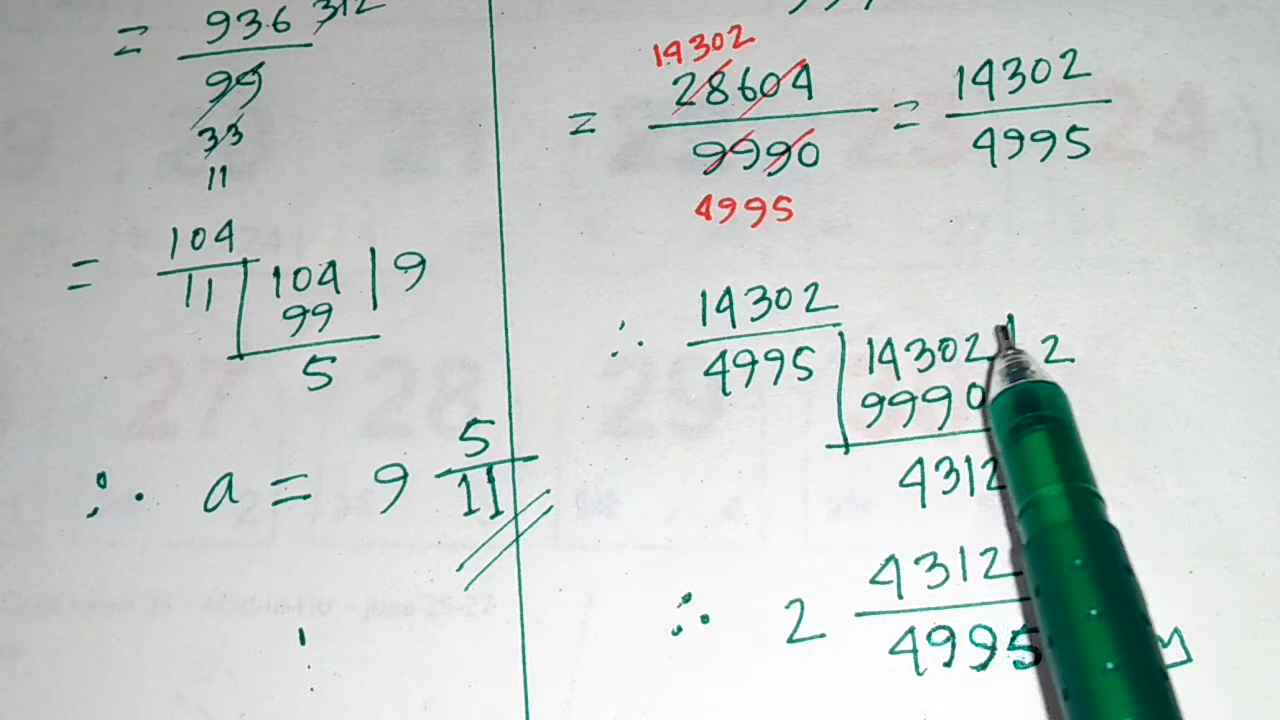 = 936 312
99
33
11
= 104
11 104 9
99
5
∴ a = 9 5
11
14302
= 28604 = 14302
9990 4995
4995
∴ 14302
4995 14302 2
9990
4312
∴ 2 4312
4995